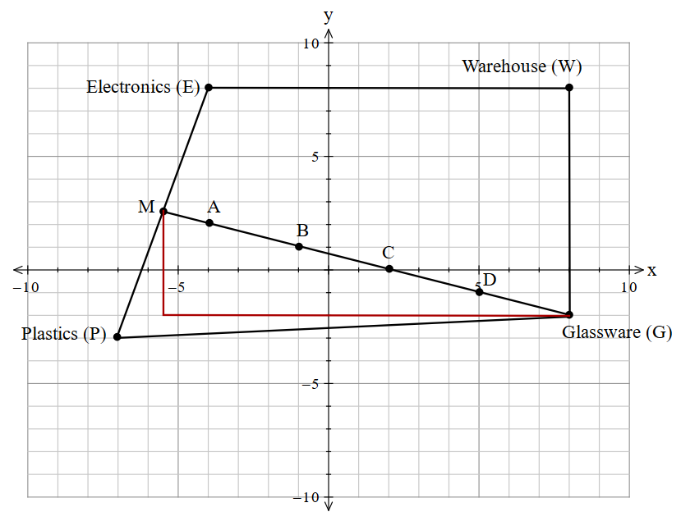 y
10
Warehouse (W)
Electronics (E)
5
M
A
B
C
D
x
−10
−5
5
10
Plastics (P)
Glassware (G)
−5
−10